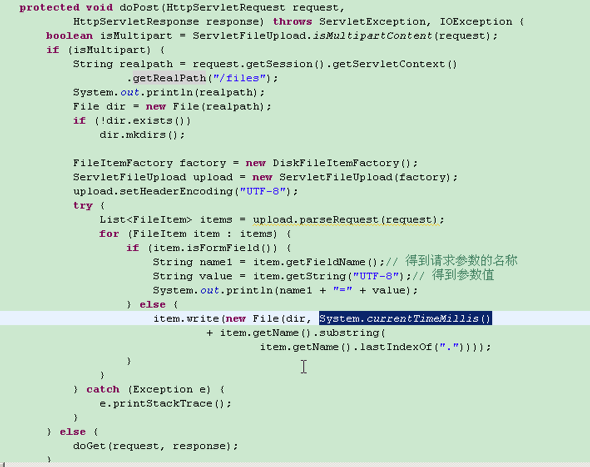 protected void doPost(HttpServletRequest request,
HttpServletResponse response) throws ServletException, IOException {
boolean isMultipart = ServletFileUpload.isMultipartContent(request);
if (isMultipart) {
String realpath = request.getSession().getServletContext()
.getRealPath("/files");
System.out.println(realpath);
File dir = new File(realpath);
if (!dir.exists())
dir.mkdirs();
FileItemFactory factory = new DiskFileItemFactory();
ServletFileUpload upload = new ServletFileUpload(factory);
upload.setHeaderEncoding("UTF-8");
try {
List<FileItem> items = upload.parseRequest(request);
for (FileItem item : items) {
if (item.isFormField()) {
String name1 = item.getFieldName();// 得到请求参数的名称
String value = item.getString("UTF-8");// 得到参数值
System.out.println(name1 + "=" + value);
} else {
item.write(new File(dir, System.currentTimeMillis()
+ item.getName().substring(
item.getName().lastIndexOf("."))));
}
}
} catch (Exception e) {
e.printStackTrace();
}
} else {
doGet(request, response);
}